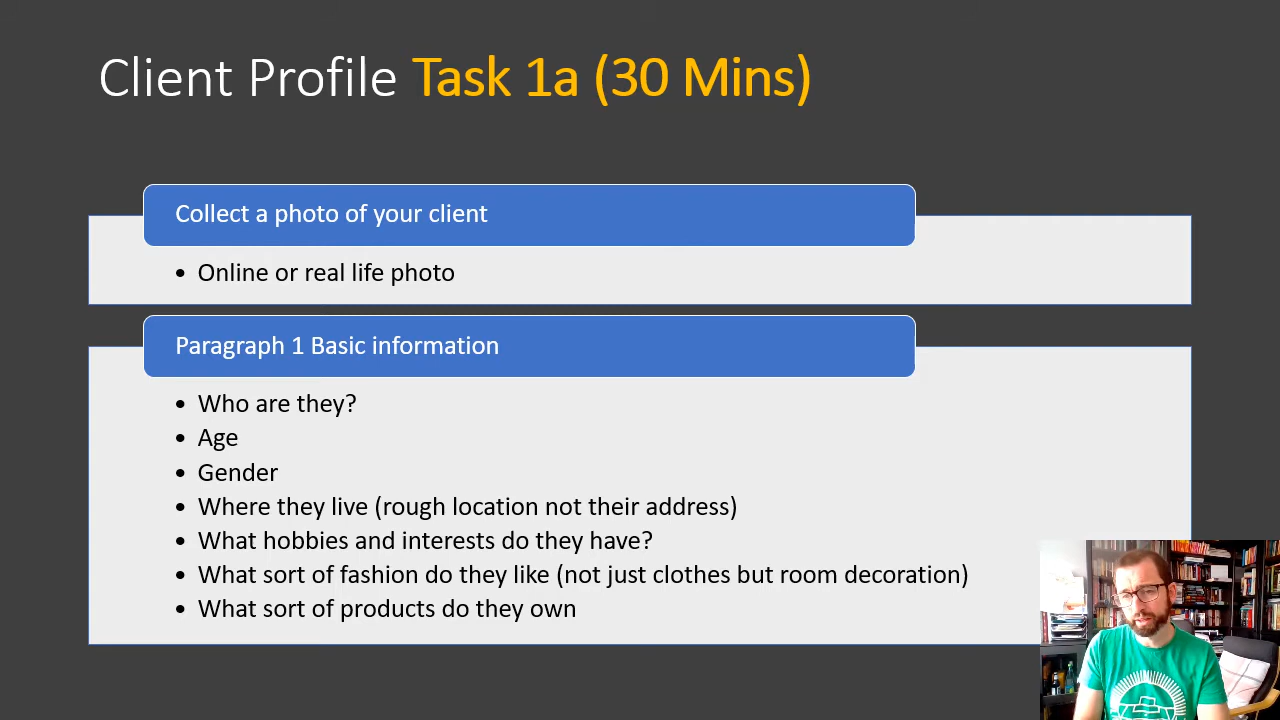 Client Profile Task 1a (30 Mins)
Collect a photo of your client
• Online or real life photo
Paragraph 1 Basic information
• Who are they?
• Age
• Gender
• Where they live (rough location not their address)
• What hobbies and interests do they have?
• What sort of fashion do they like (not just clothes but room decoration)
• What sort of products do they own